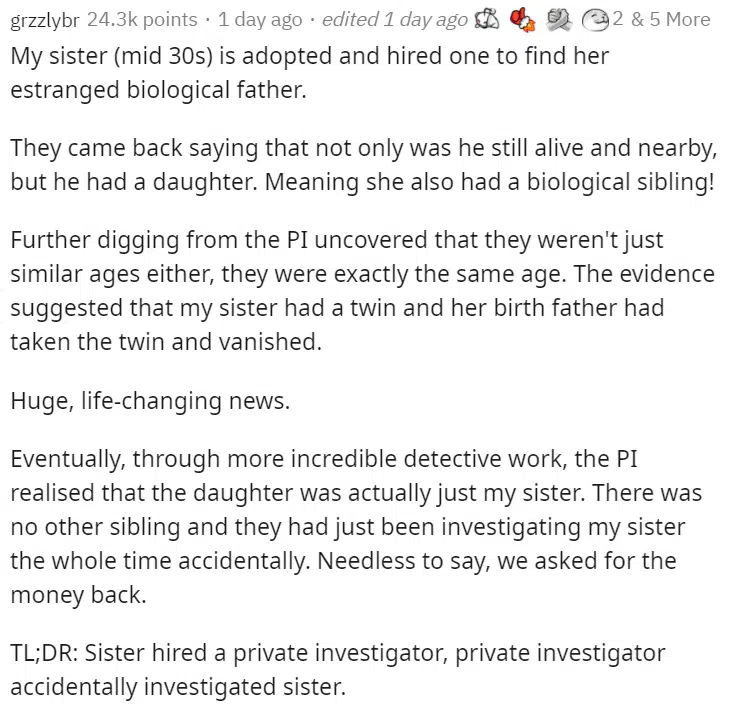 grzzlybr 24.3k points · 1 day ago · edited 1 day ago 2 & 5 More
My sister (mid 30s) is adopted and hired one to find her
estranged biological father.
They came back saying that not only was he still alive and nearby,
but he had a daughter. Meaning she also had a biological sibling!
Further digging from the PI uncovered that they weren't just
similar ages either, they were exactly the same age. The evidence
suggested that my sister had a twin and her birth father had
taken the twin and vanished.
Huge, life-changing news.
Eventually, through more incredible detective work, the PI
realised that the daughter was actually just my sister. There was
no other sibling and they had just been investigating my sister
the whole time accidentally. Needless to say, we asked for the
money back.
TL;DR: Sister hired a private investigator, private investigator
accidentally investigated sister.